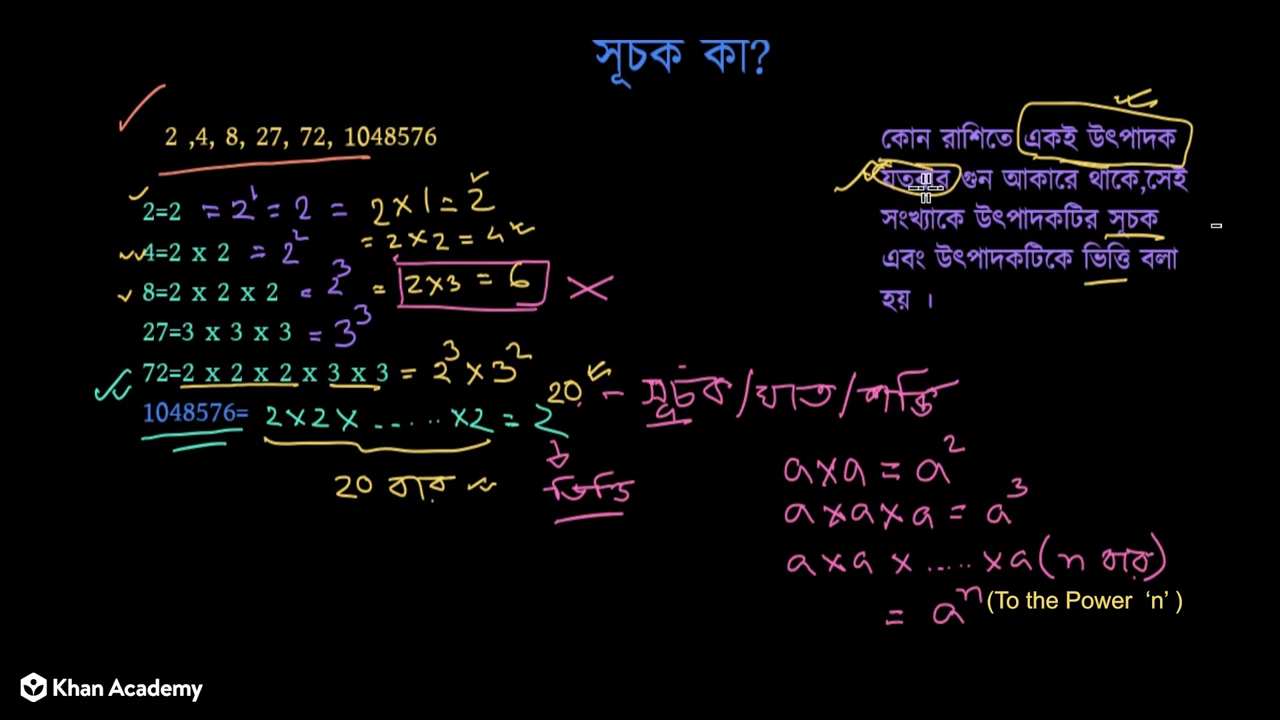 সূচক কা?
2 ,4, 8, 27, 72, 1048576
2=2 = 2¹ = 2 = 2×1 = 2
4=2 x 2 = 2² = 2×2 = 4
8=2 x 2 x 2 = 2³ = 2×3 = 6
27=3 x 3 x 3 = 3³
72=2 x 2 x 2 x 3 x 3 = 2³×3²
1048576= 2×2× ...... ×2 = 2²⁰ – সূচক/ঘাত/শক্তি
20 বার
ভিত্তি
কোন রাশিতে একই উৎপাদক
যতবার গুন আকারে থাকে,সেই
সংখ্যাকে উৎপাদকটির সূচক
এবং উৎপাদকটিকে ভিত্তি বলা
হয় ।
a×a = a²
a×a×a = a³
a×a × ..... ×a (n বার)
= aⁿ (To the Power ‘n’ )
Khan Academy